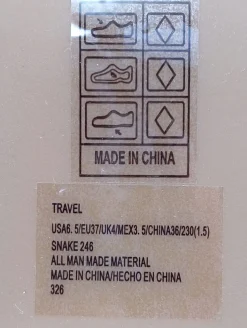 MADE IN CHINA
TRAVEL
USA6. 5/EU37/UK4/MEX3. 5/CHINA36/230(1.5)
SNAKE 246
ALL MAN MADE MATERIAL
MADE IN CHINA/HECHO EN CHINA
326